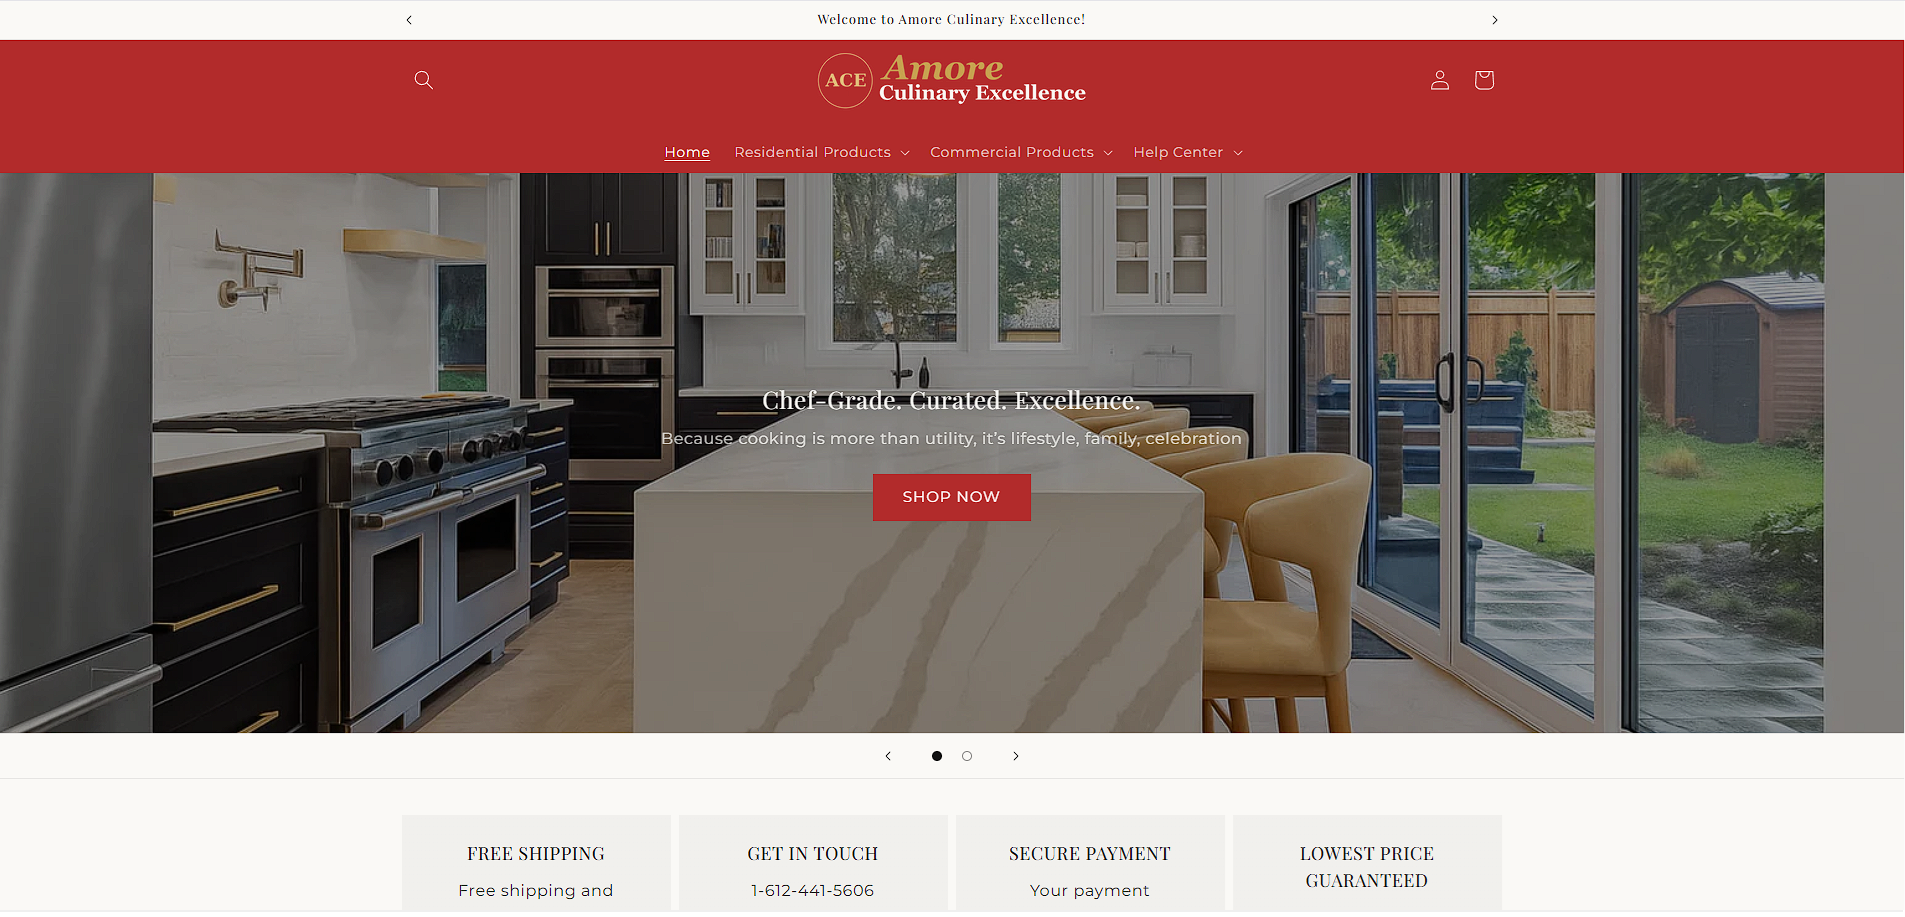 Welcome to Amore Culinary Excellence!
ACE
Amore
Culinary Excellence
Home
Residential Products
Commercial Products
Help Center
Chef-Grade. Curated. Excellence.
Because cooking is more than utility, it’s lifestyle, family, celebration
SHOP NOW
FREE SHIPPING
Free shipping and
GET IN TOUCH
1-612-441-5606
SECURE PAYMENT
Your payment
LOWEST PRICE
GUARANTEED